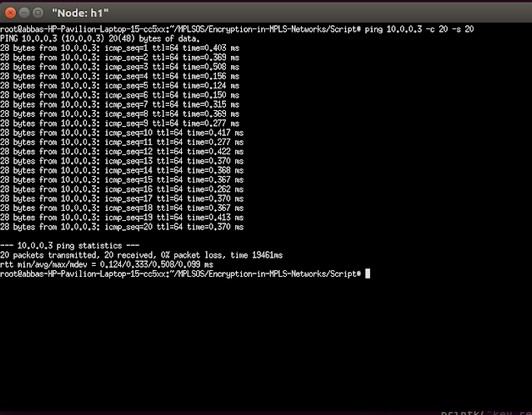 "Node: h1"
root@abbas-HP-Pavilion-Laptop-15-cc5xx:~/MPLSOS/Encryption-in-MPLS-Networks/Script# ping 10.0.0.3 -c 20 -s 20
PING 10.0.0.3 (10.0.0.3) 20(48) bytes of data.
28 bytes from 10.0.0.3: icmp_seq=1 ttl=64 time=0.403 ms
28 bytes from 10.0.0.3: icmp_seq=2 ttl=64 time=0.369 ms
28 bytes from 10.0.0.3: icmp_seq=3 ttl=64 time=0.508 ms
28 bytes from 10.0.0.3: icmp_seq=4 ttl=64 time=0.156 ms
28 bytes from 10.0.0.3: icmp_seq=5 ttl=64 time=0.124 ms
28 bytes from 10.0.0.3: icmp_seq=6 ttl=64 time=0.150 ms
28 bytes from 10.0.0.3: icmp_seq=7 ttl=64 time=0.315 ms
28 bytes from 10.0.0.3: icmp_seq=8 ttl=64 time=0.369 ms
28 bytes from 10.0.0.3: icmp_seq=9 ttl=64 time=0.277 ms
28 bytes from 10.0.0.3: icmp_seq=10 ttl=64 time=0.417 ms
28 bytes from 10.0.0.3: icmp_seq=11 ttl=64 time=0.277 ms
28 bytes from 10.0.0.3: icmp_seq=12 ttl=64 time=0.422 ms
28 bytes from 10.0.0.3: icmp_seq=13 ttl=64 time=0.370 ms
28 bytes from 10.0.0.3: icmp_seq=14 ttl=64 time=0.368 ms
28 bytes from 10.0.0.3: icmp_seq=15 ttl=64 time=0.367 ms
28 bytes from 10.0.0.3: icmp_seq=16 ttl=64 time=0.262 ms
28 bytes from 10.0.0.3: icmp_seq=17 ttl=64 time=0.370 ms
28 bytes from 10.0.0.3: icmp_seq=18 ttl=64 time=0.367 ms
28 bytes from 10.0.0.3: icmp_seq=19 ttl=64 time=0.413 ms
28 bytes from 10.0.0.3: icmp_seq=20 ttl=64 time=0.370 ms
--- 10.0.0.3 ping statistics ---
20 packets transmitted, 20 received, 0% packet loss, time 19461ms
rtt min/avg/max/mdev = 0.124/0.333/0.508/0.099 ms
root@abbas-HP-Pavilion-Laptop-15-cc5xx:~/MPLSOS/Encryption-in-MPLS-Networks/Script#